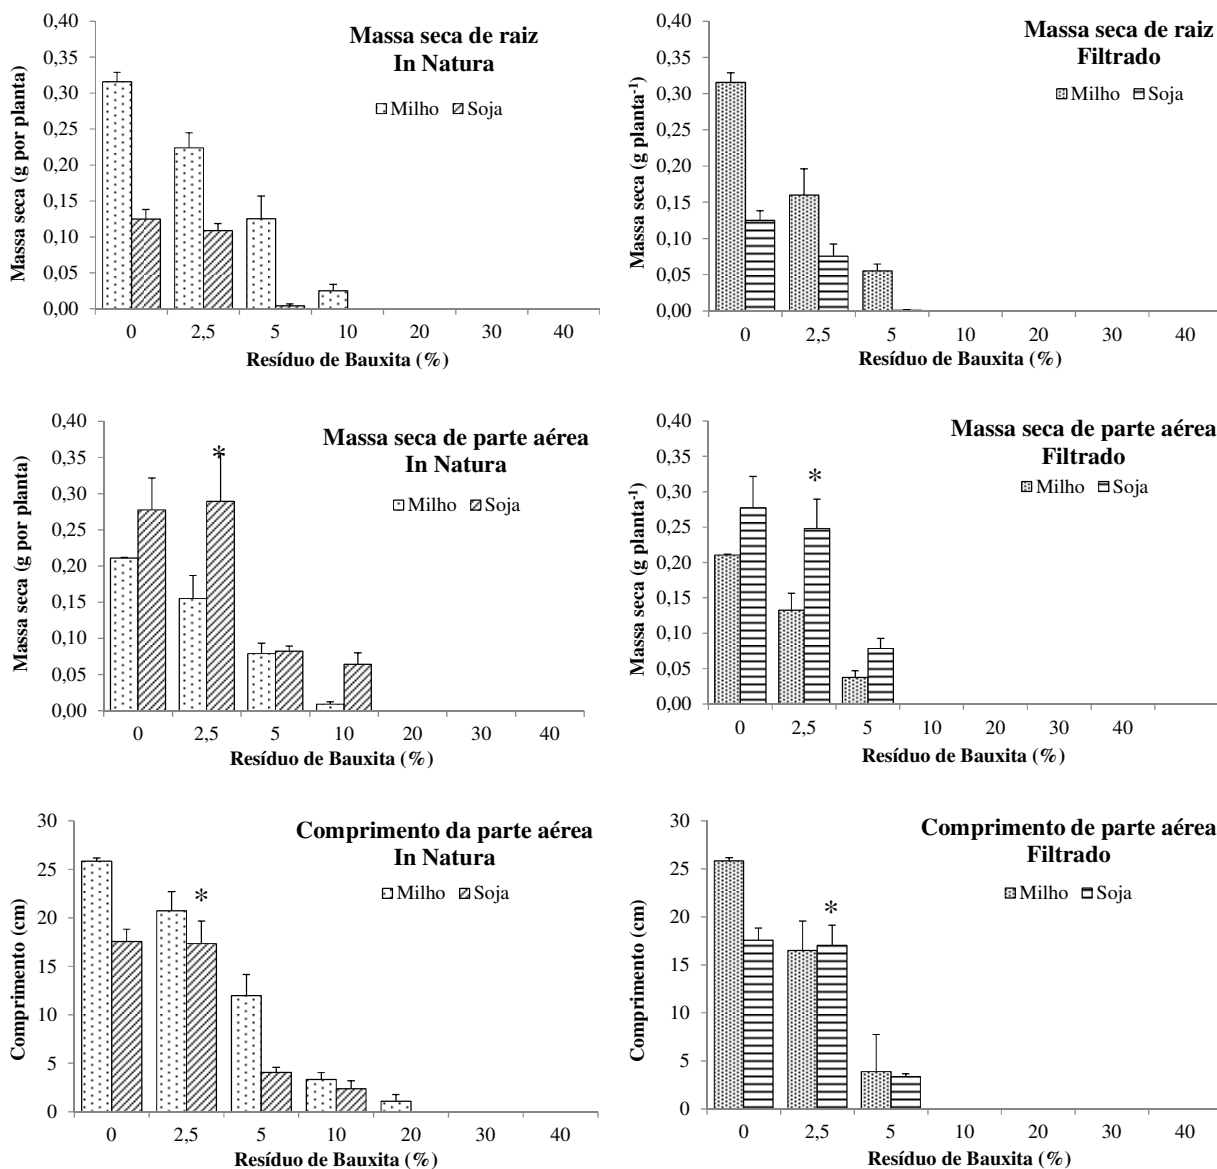 Massa seca de raiz
In Natura
Milho Soja
Massa seca (g por planta)
0,40
0,35
0,30
0,25
0,20
0,15
0,10
0,05
0,00
0 2,5 5 10 20 30 40
Resíduo de Bauxita (%)
Massa seca de raiz
Filtrado
Milho Soja
Massa seca (g planta⁻¹)
0,40
0,35
0,30
0,25
0,20
0,15
0,10
0,05
0,00
0 2,5 5 10 20 30 40
Resíduo de Bauxita (%)
Massa seca de parte aérea
In Natura
Milho Soja
*
Massa seca (g por planta)
0,40
0,35
0,30
0,25
0,20
0,15
0,10
0,05
0,00
0 2,5 5 10 20 30 40
Resíduo de Bauxita (%)
Massa seca de parte aérea
Filtrado
Milho Soja
*
Massa seca (g planta⁻¹)
0,40
0,35
0,30
0,25
0,20
0,15
0,10
0,05
0,00
0 2,5 5 10 20 30 40
Resíduo de Bauxita (%)
Comprimento da parte aérea
In Natura
Milho Soja
*
Comprimento (cm)
30
25
20
15
10
5
0
0 2,5 5 10 20 30 40
Resíduo de Bauxita (%)
Comprimento de parte aérea
Filtrado
Milho Soja
*
Comprimento (cm)
30
25
20
15
10
5
0
0 2,5 5 10 20 30 40
Resíduo de Bauxita (%)